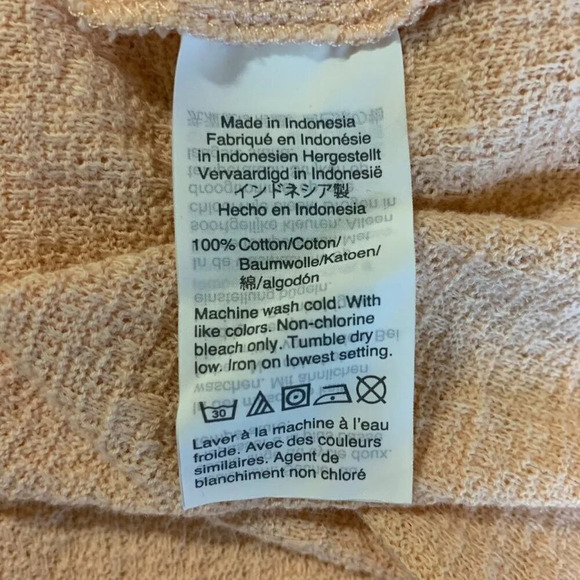 Made in Indonesia
Fabriqué en Indonésie
in Indonesien Hergestellt
Vervaardigd in Indonesië
インドネシア製
Hecho en Indonesia
100% Cotton/Coton/
Baumwolle/Katoen/
綿/algodón
Machine wash cold. With
like colors. Non-chlorine
bleach only. Tumble dry
low. Iron on lowest setting.
30
Laver à la machine à l'eau
froide. Avec des couleurs
similaires. Agent de
blanchiment non chloré